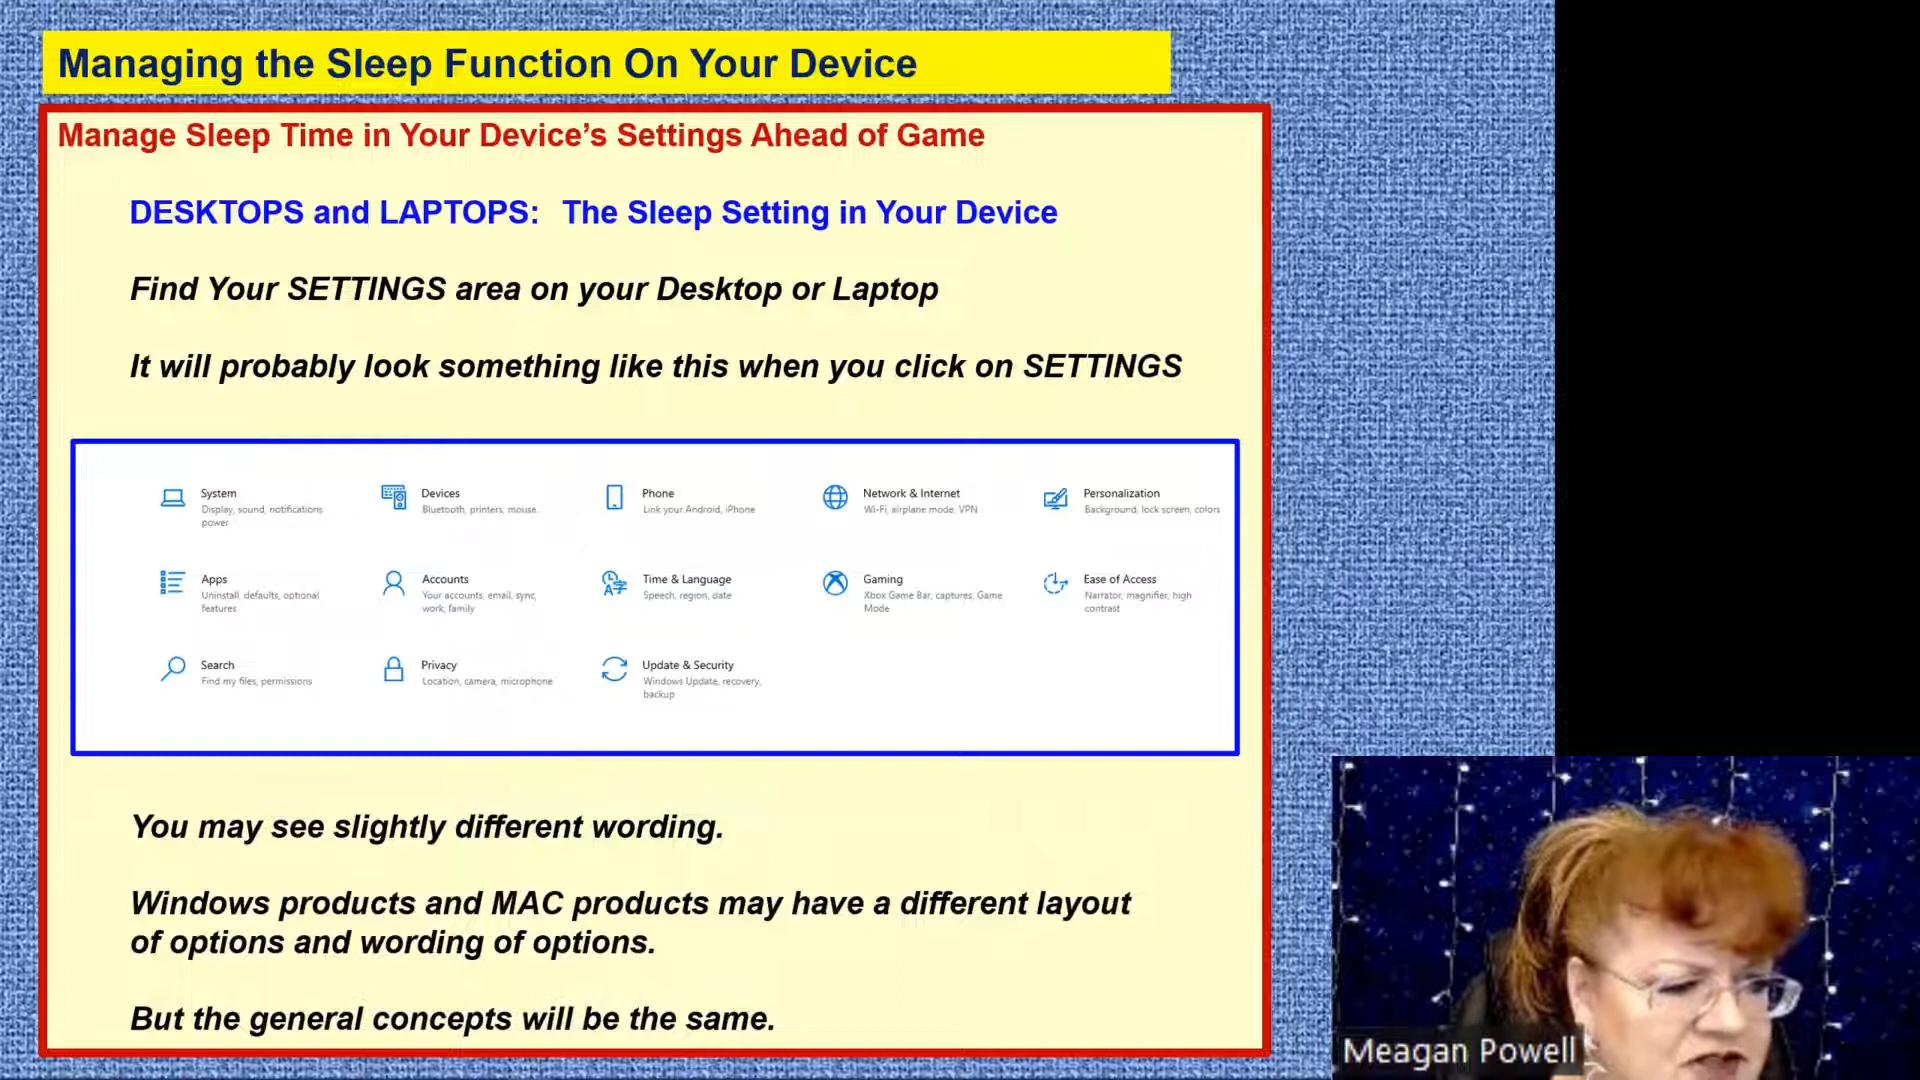 Managing the Sleep Function On Your Device
Manage Sleep Time in Your Device’s Settings Ahead of Game
DESKTOPS and LAPTOPS: The Sleep Setting in Your Device
Find Your SETTINGS area on your Desktop or Laptop
It will probably look something like this when you click on SETTINGS
System
Display, sound, notifications
power
Devices
Bluetooth, printers, mouse
Phone
Link your Android, iPhone
Network & Internet
Wi-Fi, airplane mode, VPN
Personalization
Background, lock screen, colors
Apps
Uninstall, defaults, optional
features
Accounts
Your accounts, email, sync,
work, family
Time & Language
Speech, region, date
Gaming
Xbox Game Bar, captures, Game
Mode
Ease of Access
Narrator, magnifier, high
contrast
Search
Find my files, permissions
Privacy
Location, camera, microphone
Update & Security
Windows Update, recovery,
backup
You may see slightly different wording.
Windows products and MAC products may have a different layout
of options and wording of options.
But the general concepts will be the same.
Meagan Powell